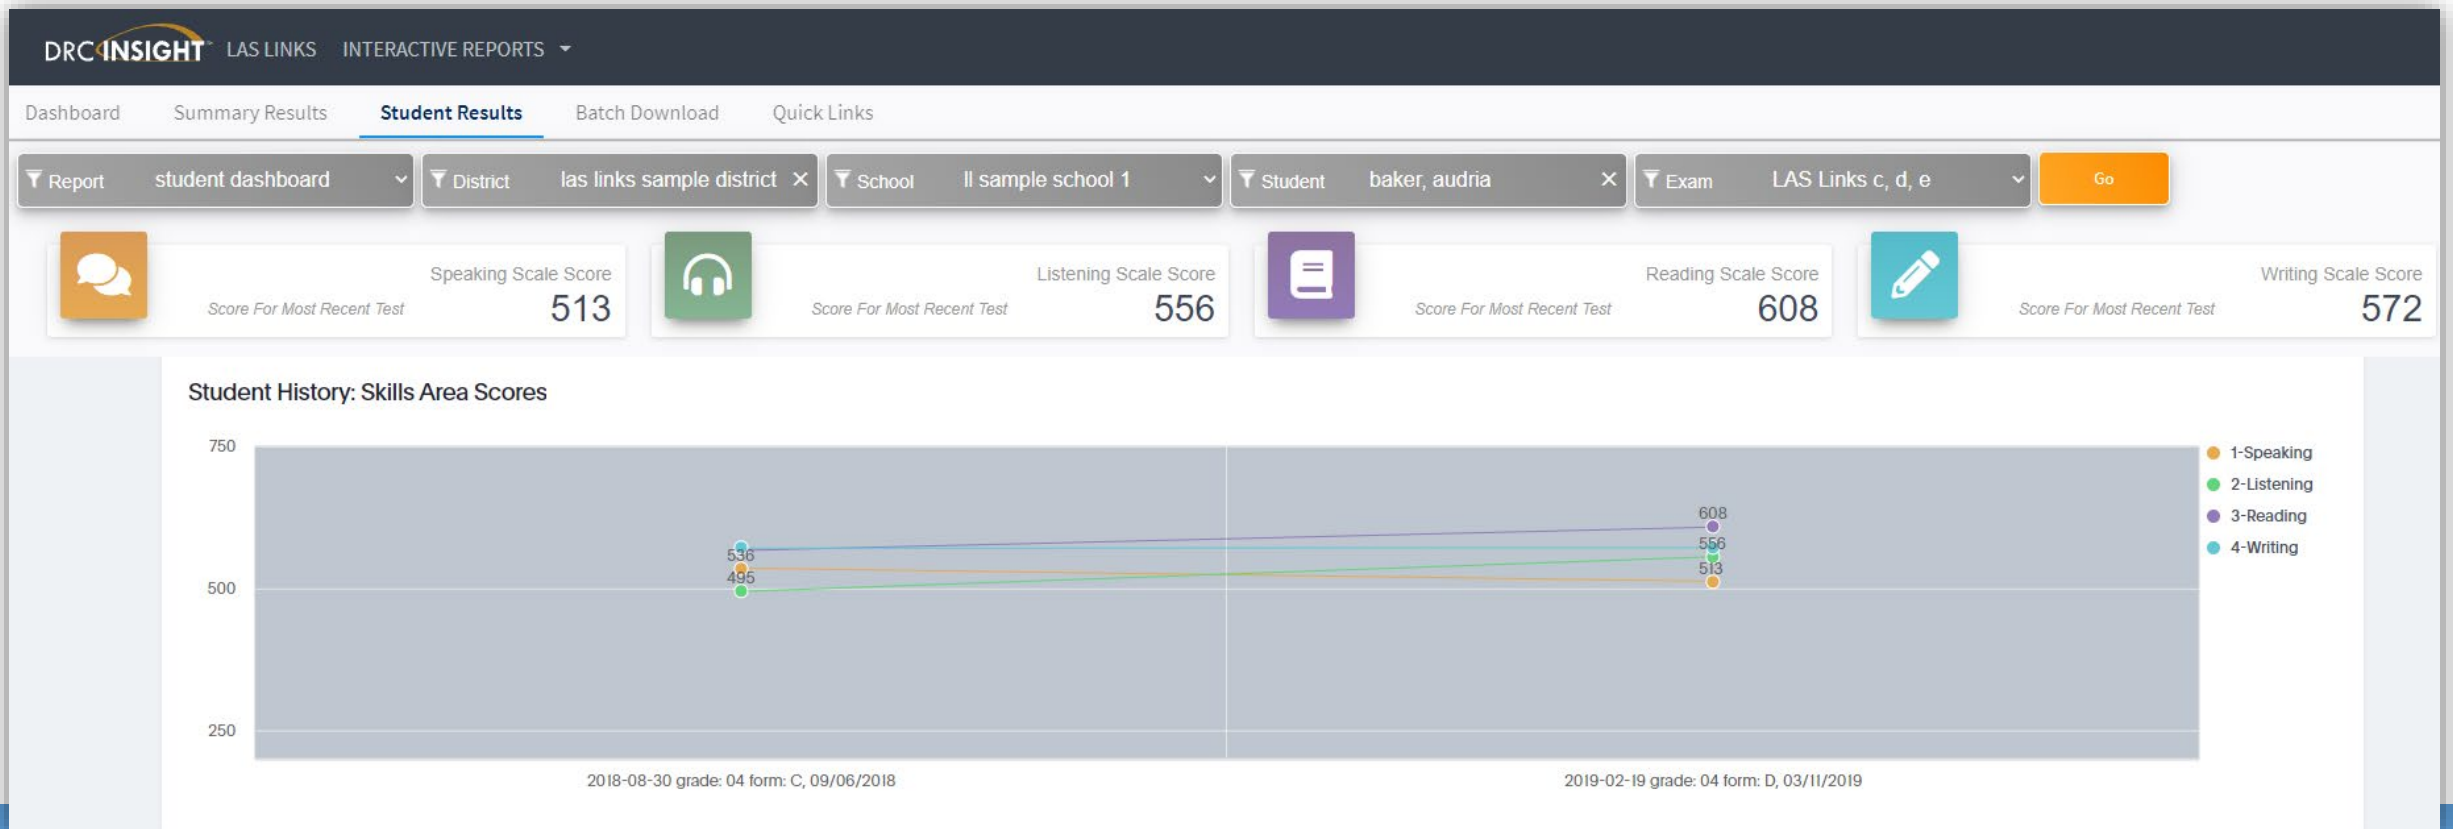 DRC INSIGHT LAS LINKS INTERACTIVE REPORTS
Dashboard Summary Results Student Results Batch Download Quick Links
Report student dashboard District las links sample district School ll sample school 1 Student baker, audria Exam LAS Links c, d, e Go
Speaking Scale Score
Score For Most Recent Test 513
Listening Scale Score
Score For Most Recent Test 556
Reading Scale Score
Score For Most Recent Test 608
Writing Scale Score
Score For Most Recent Test 572
Student History: Skills Area Scores
750
500
250
536
495
608
556
513
1-Speaking
2-Listening
3-Reading
4-Writing
2018-08-30 grade: 04 form: C, 09/06/2018
2019-02-19 grade: 04 form: D, 03/11/2019